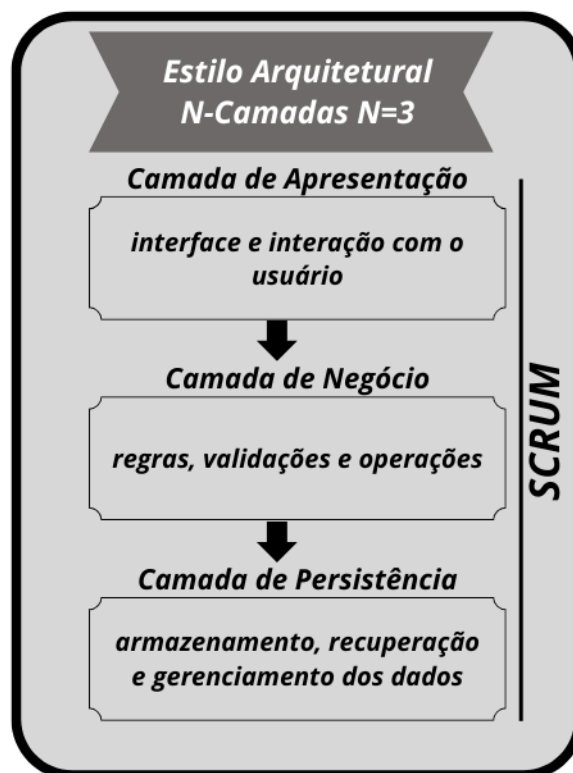 Estilo Arquitetural
N-Camadas N=3
Camada de Apresentação
interface e interação com o
usuário
Camada de Negócio
regras, validações e operações
Camada de Persistência
armazenamento, recuperação
e gerenciamento dos dados
SCRUM